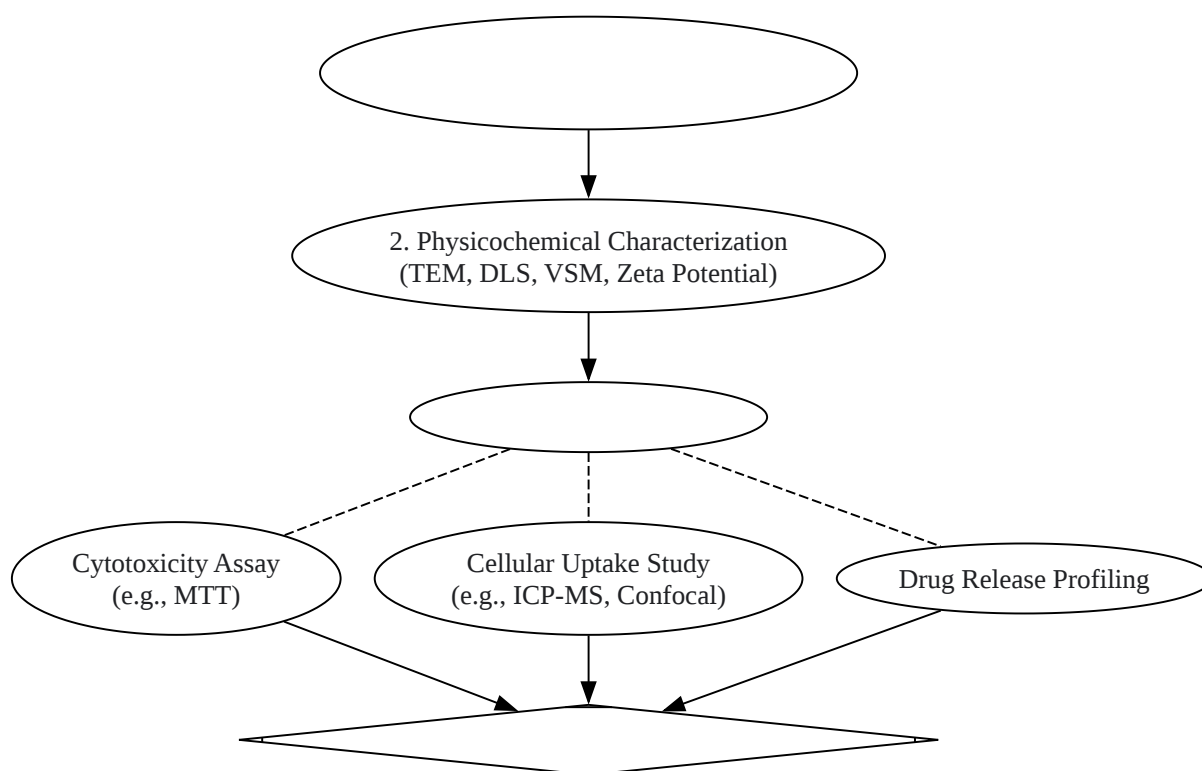 2. Physicochemical Characterization
(TEM, DLS, VSM, Zeta Potential)
Cytotoxicity Assay
(e.g., MTT)
Cellular Uptake Study
(e.g., ICP-MS, Confocal)
Drug Release Profiling